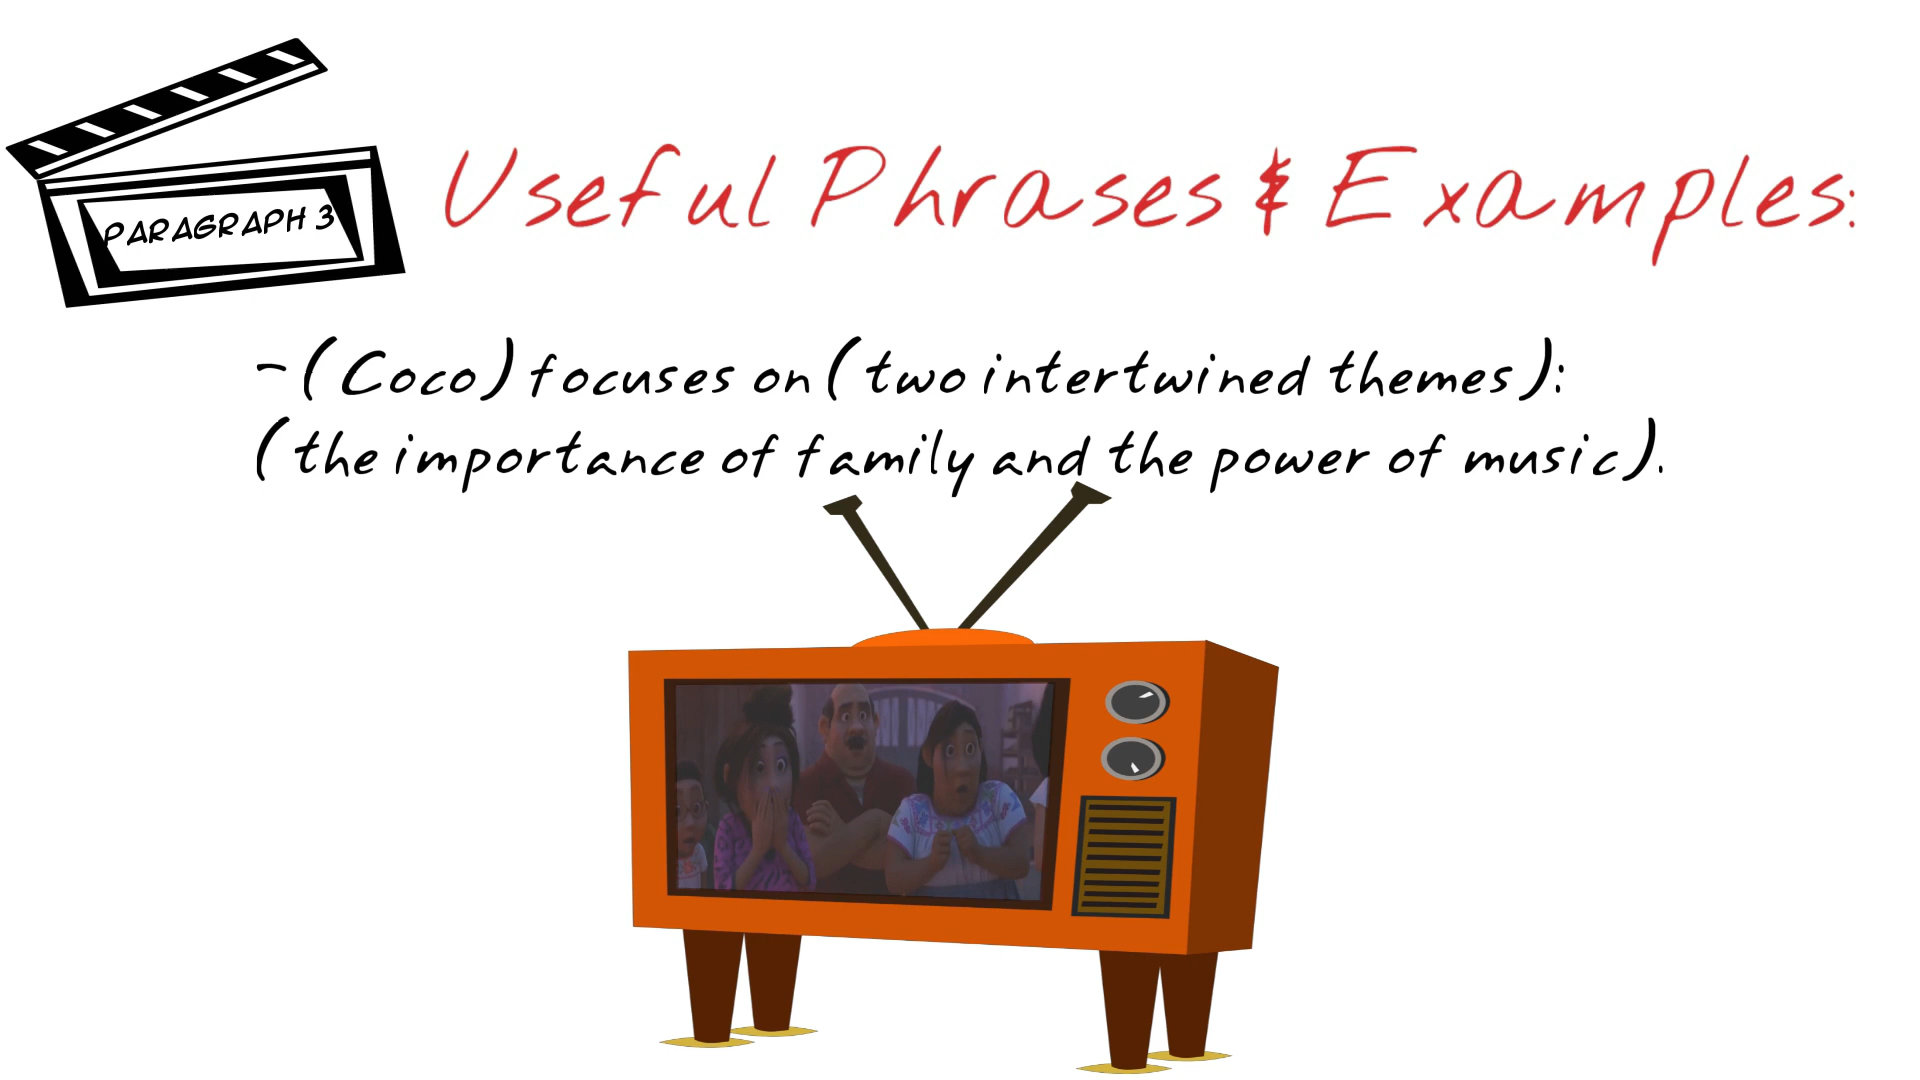 PARAGRAPH 3
Useful Phrases & Examples:
- (Coco) focuses on (two intertwined themes):
(the importance of family and the power of music).